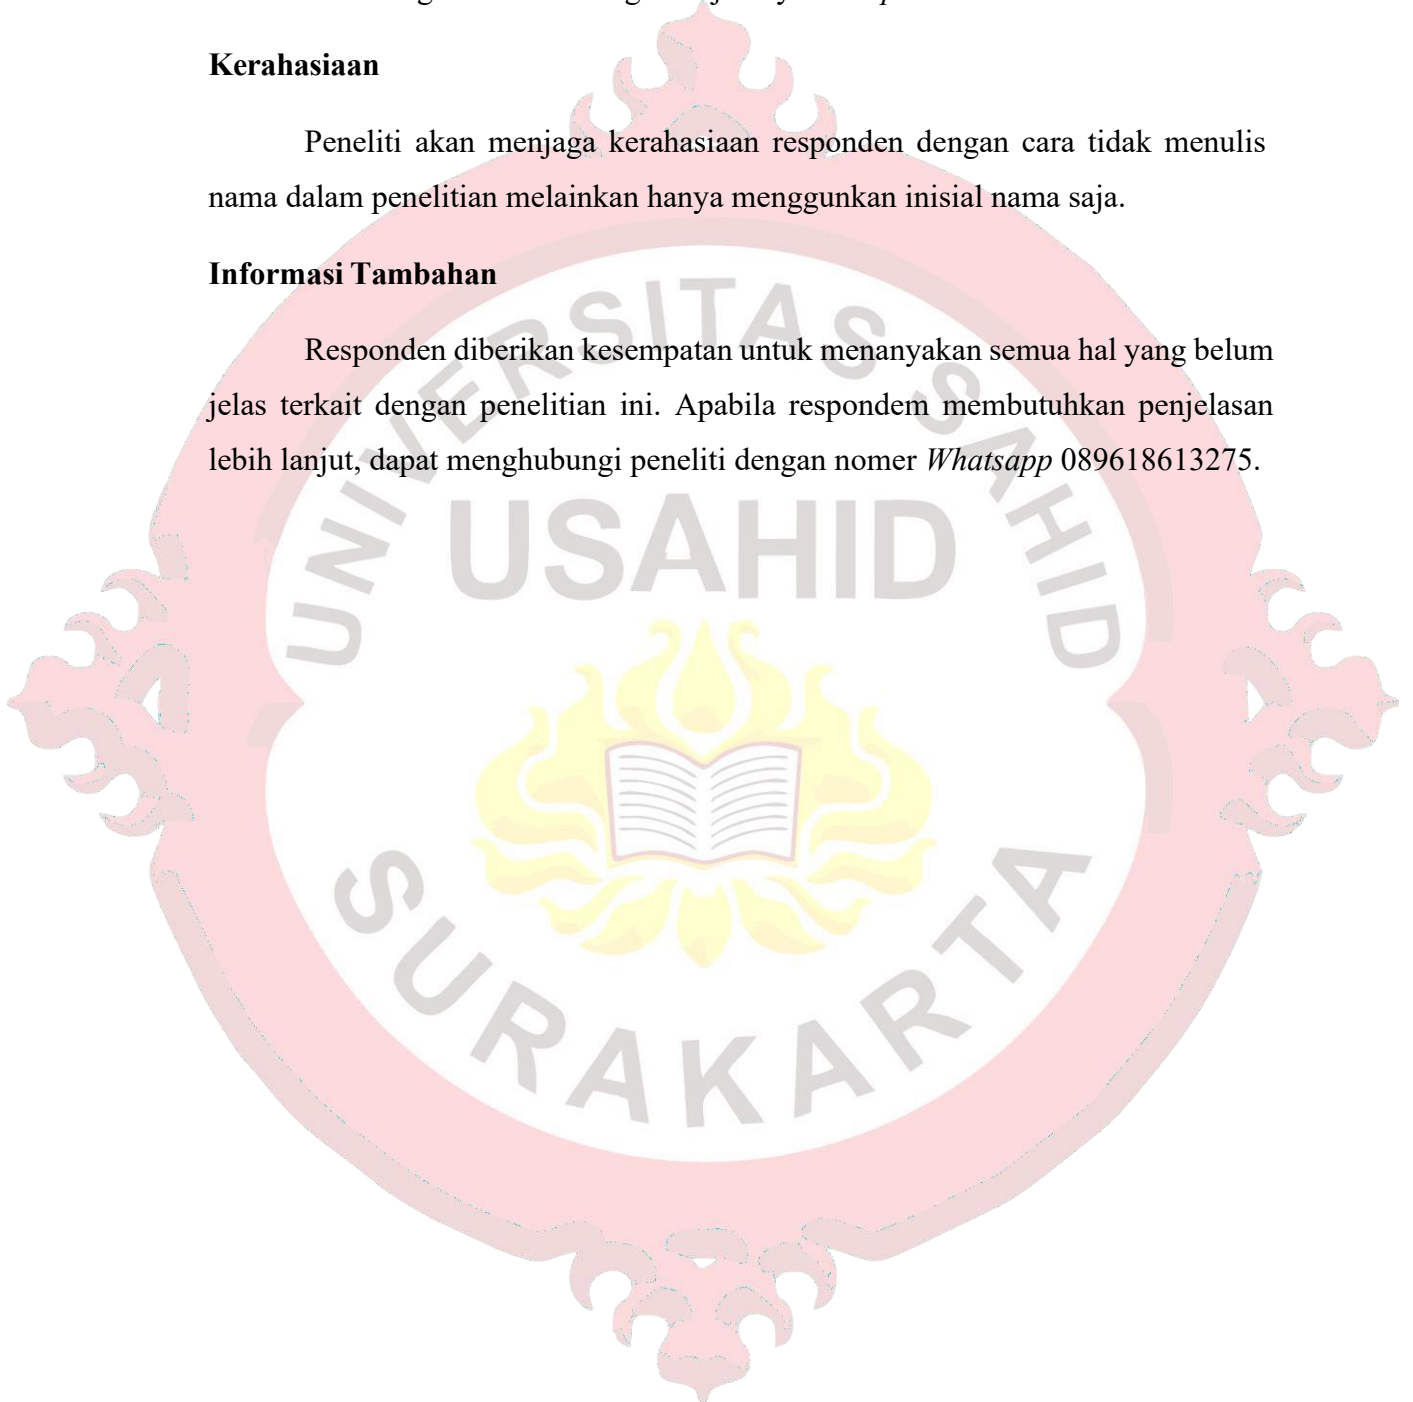 Kerahasiaan
Peneliti akan menjaga kerahasiaan responden dengan cara tidak menulis
nama dalam penelitian melainkan hanya menggunkan inisial nama saja.
Informasi Tambahan
Responden diberikan kesempatan untuk menanyakan semua hal yang belum
jelas terkait dengan penelitian ini. Apabila respondem membutuhkan penjelasan
lebih lanjut, dapat menghubungi peneliti dengan nomer Whatsapp 089618613275.
UNIVERSITAS SAHID
USAHID
SURAKARTA